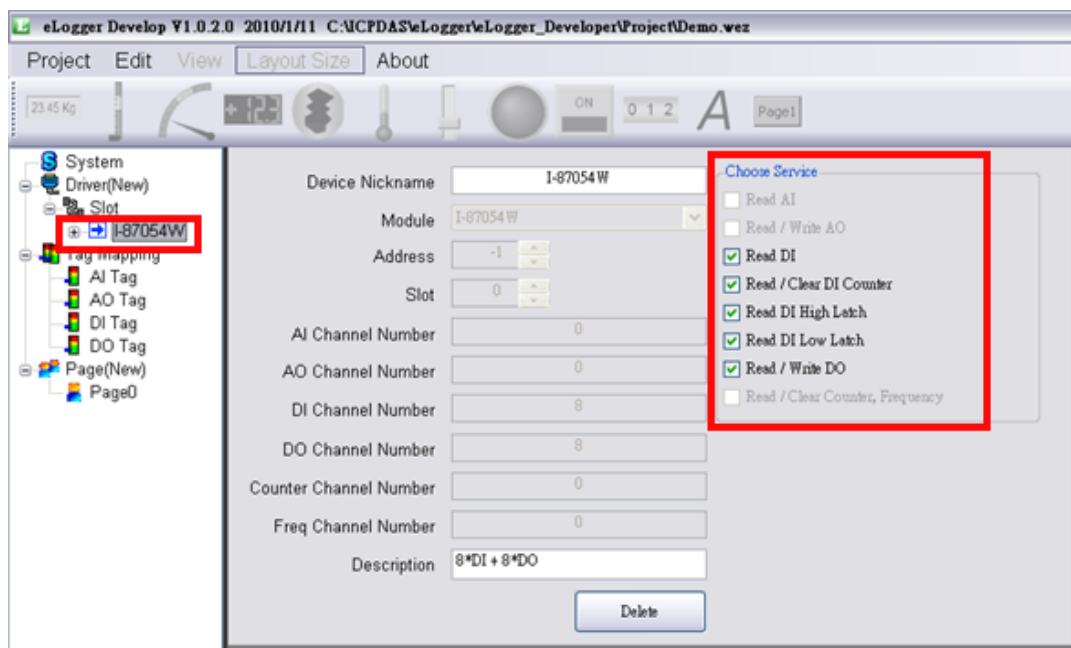 eLogger Develop V1.0.2.0 2010/1/11 C:\ICPDAS\eLogger\eLogger_Developer\Project\Demo.wez
Project Edit View Layout Size About
23.45 Kg
+ 12.3
ON
0 1 2
A
Page1
System
Driver(New)
Slot
I-87054W
Tag Mapping
AI Tag
AO Tag
DI Tag
DO Tag
Page(New)
Page0
Device Nickname I-87054W
Module I-87054W
Address -1
Slot 0
AI Channel Number 0
AO Channel Number 0
DI Channel Number 8
DO Channel Number 8
Counter Channel Number 0
Freq Channel Number 0
Description 8*DI + 8*DO
Delete
Choose Service
Read AI
Read / Write AO
Read DI
Read / Clear DI Counter
Read DI High Latch
Read DI Low Latch
Read / Write DO
Read / Clear Counter, Frequency